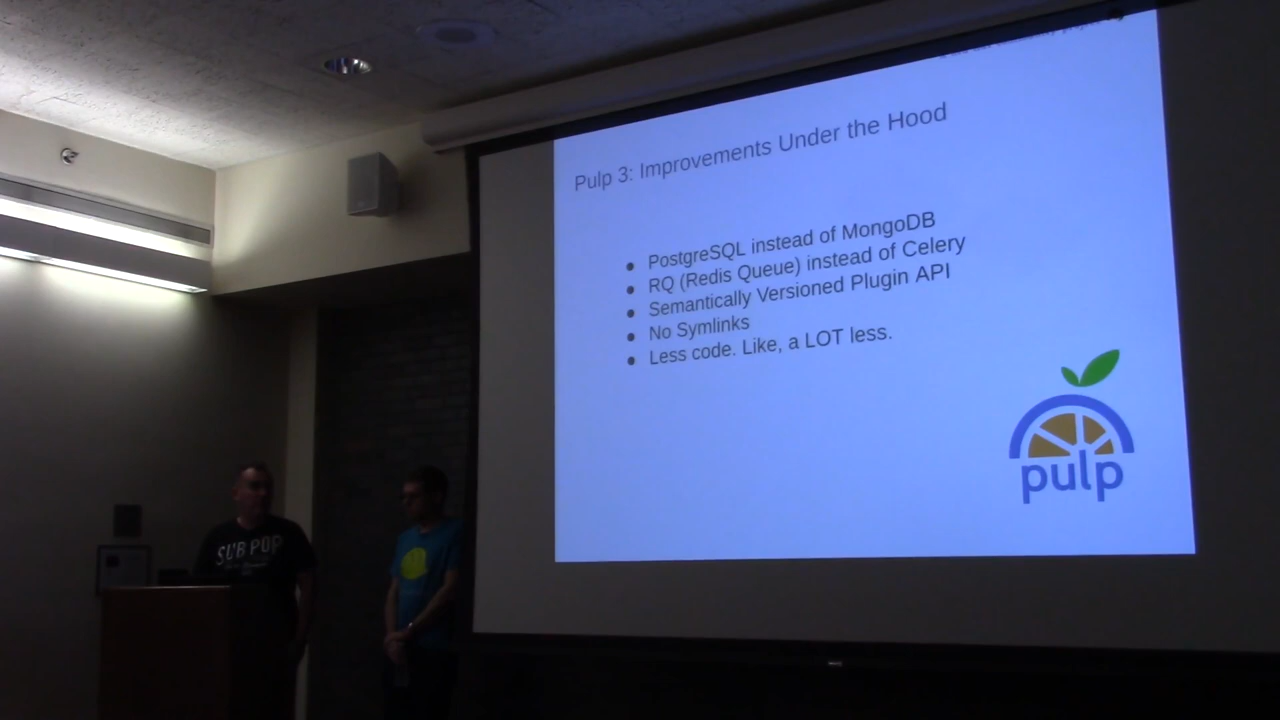 Pulp 3: Improvements Under the Hood
● PostgreSQL instead of MongoDB
● RQ (Redis Queue) instead of Celery
● Semantically Versioned Plugin API
● No Symlinks
● Less code. Like, a LOT less.
pulp
SUB POP